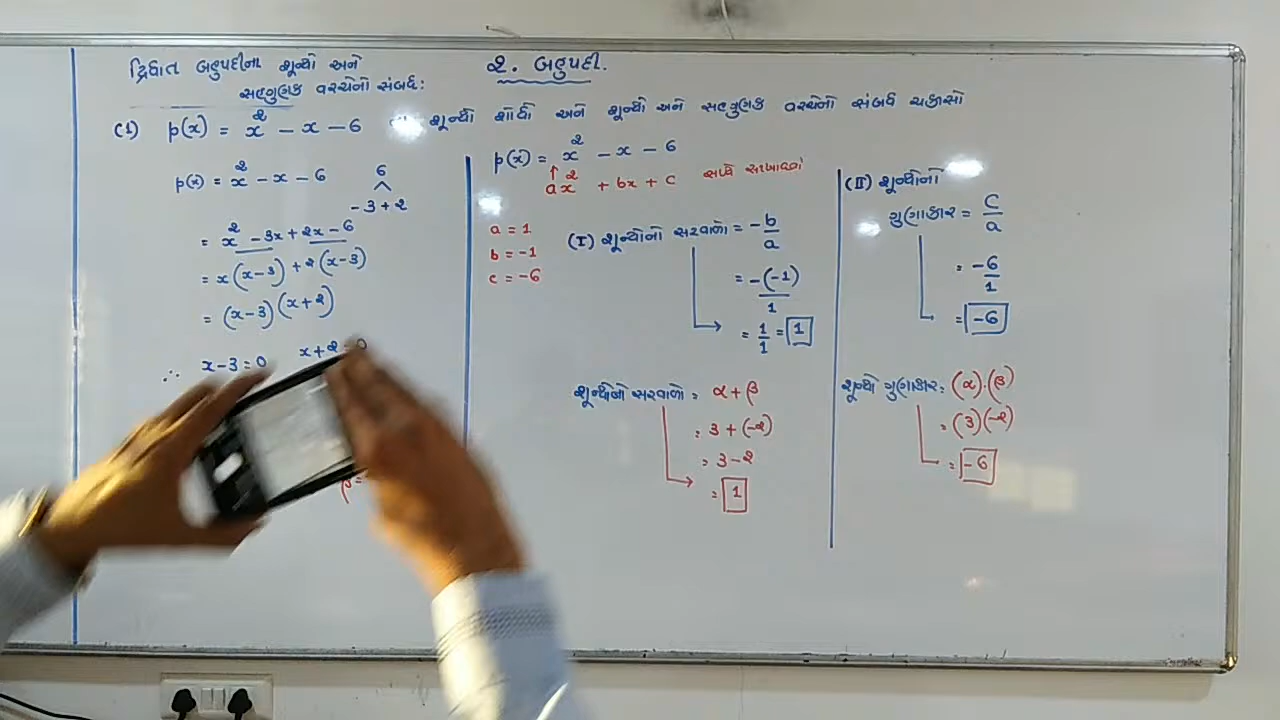 ૨. બહુપદી.
દ્વિઘાત બહુપદીના શૂન્યો અને
સહગુણક વચ્ચેનો સંબંધ:
(1) p(x) = x² - x - 6 શૂન્યો શોધો અને શૂન્યો અને સહગુણક વચ્ચેનો સંબંધ ચકાસો
p(x) = x² - x - 6
6
- 3 + 2
= x² - 3x + 2x - 6
= x(x-3) + 2(x-3)
= (x-3)(x+2)
∴ x-3=0 x+2=0
β=
p(x) = x² - x - 6
ax² + bx + c સાથે સરખાવતાં
a = 1
b = -1
c = -6
(I) શૂન્યોનો સરવાળો = -b/a
= -(-1)/1
= 1/1 = 1
શૂન્યોનો સરવાળો = α + β
= 3 + (-2)
= 3 - 2
= 1
(II) શૂન્યોનો
ગુણાકાર = C/a
= -6/1
= -6
શૂન્યો ગુણાકાર = (α)·(β)
= (3)(-2)
= -6